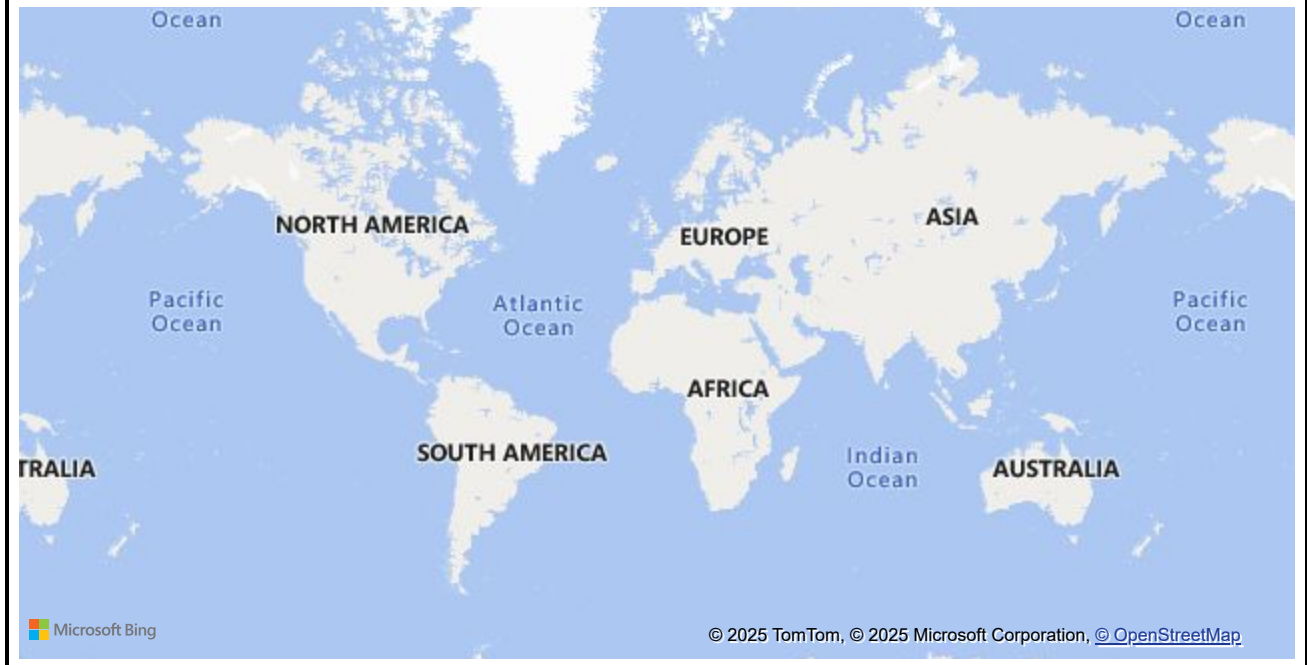 Ocean
Ocean
NORTH AMERICA
EUROPE
ASIA
Pacific
Ocean
Atlantic
Ocean
Pacific
Ocean
AFRICA
SOUTH AMERICA
Indian
Ocean
TRALIA
AUSTRALIA
Microsoft Bing
© 2025 TomTom, © 2025 Microsoft Corporation, © OpenStreetMap